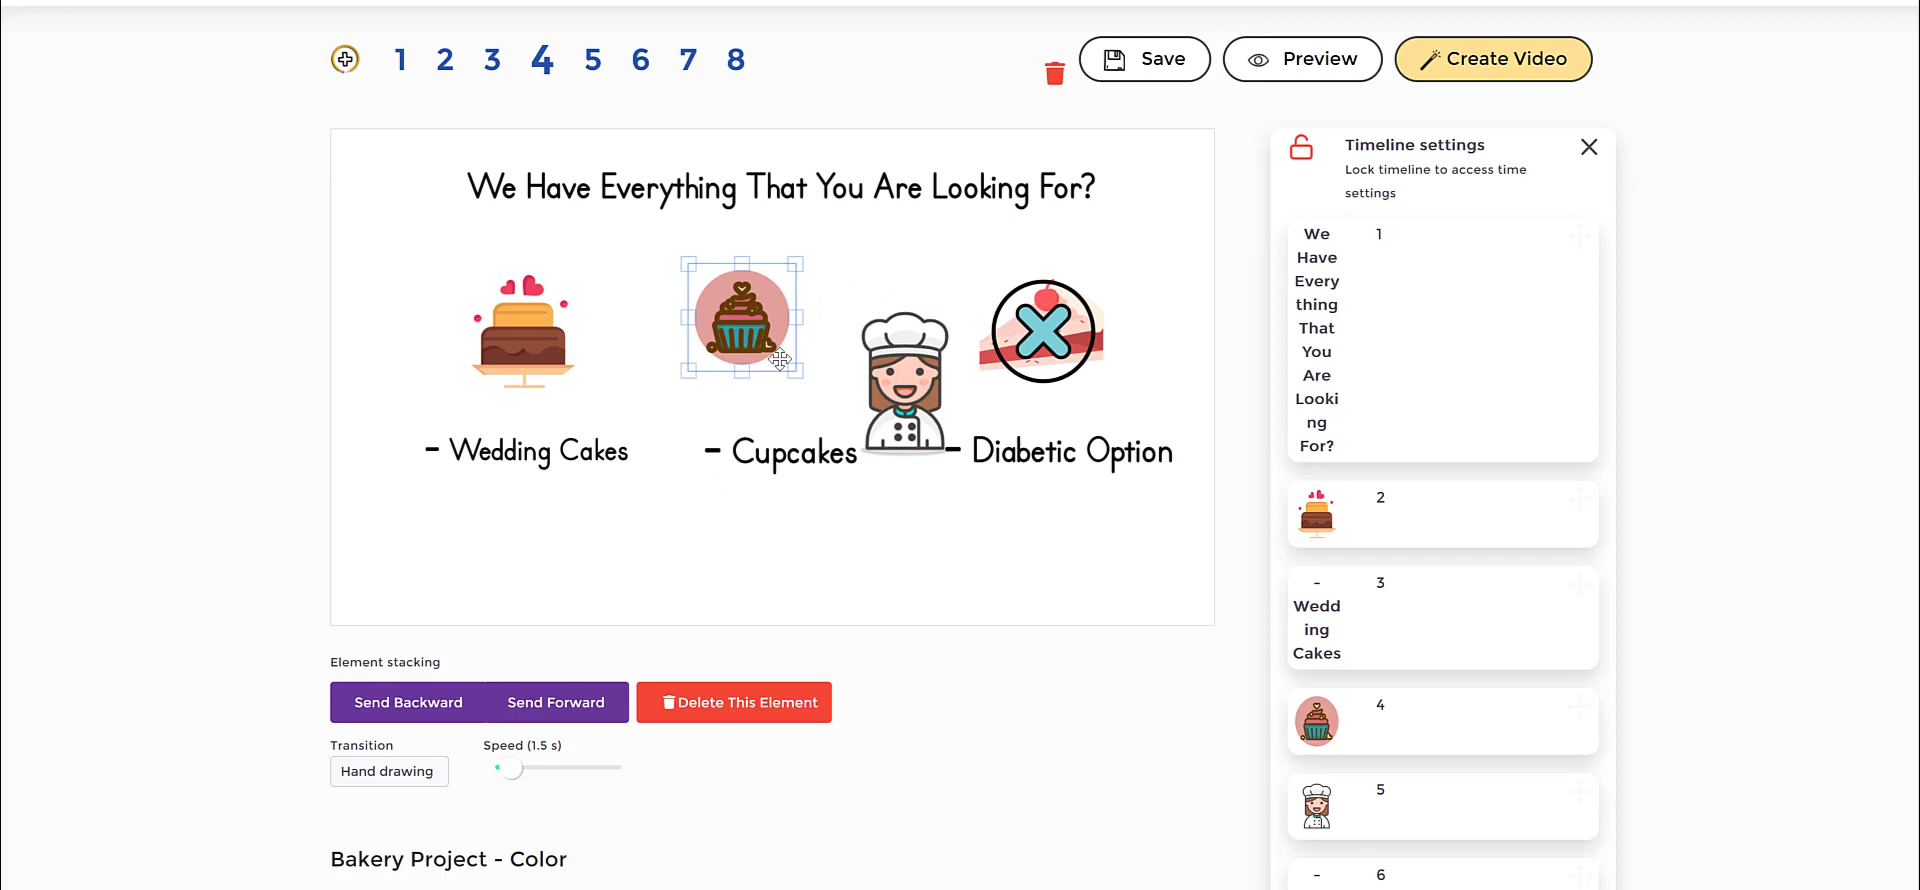 1 2 3 4 5 6 7 8
Save
Preview
Create Video
We Have Everything That You Are Looking For?
- Wedding Cakes
- Cupcakes
- Diabetic Option
Element stacking
Send Backward
Send Forward
Delete This Element
Transition
Speed (1.5 s)
Hand drawing
Bakery Project - Color
Timeline settings
Lock timeline to access time
settings
We
Have
Every
thing
That
You
Are
Looki
ng
For?
1
2
-
Wedd
ing
Cakes
3
4
5
-
6